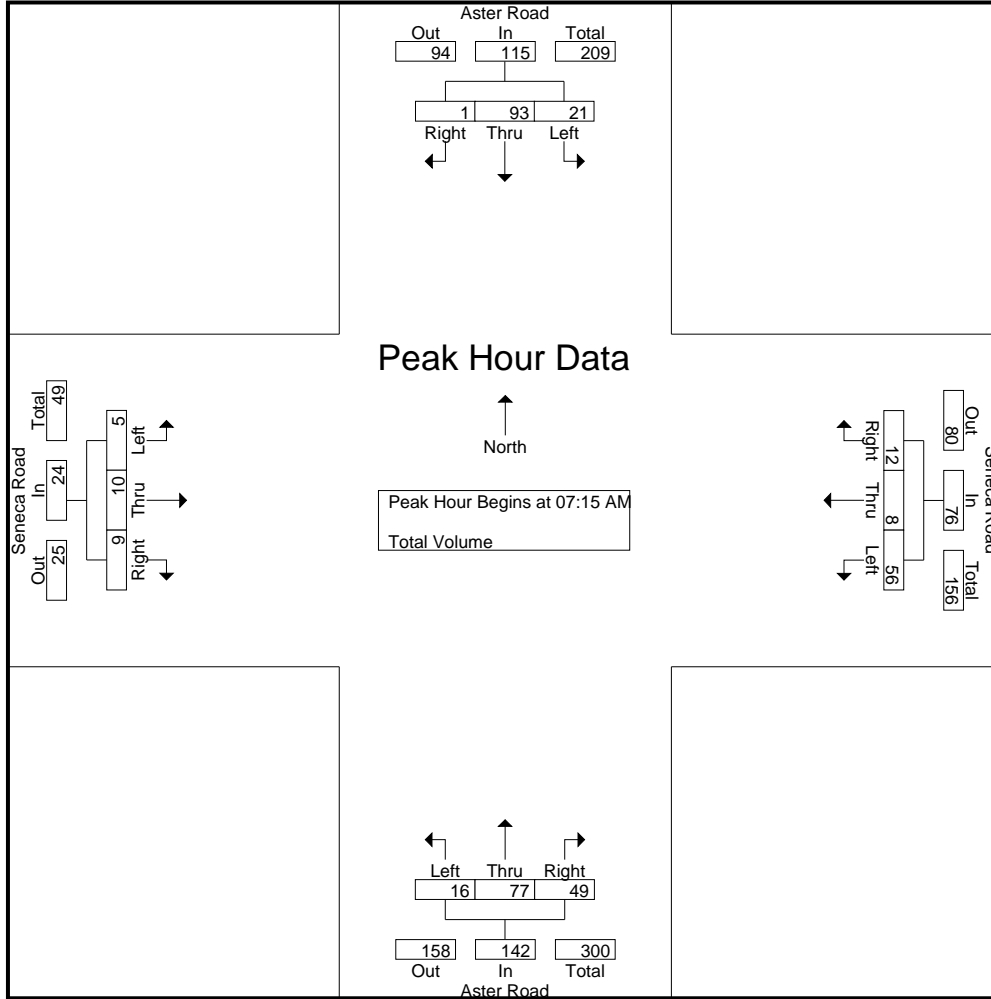 Aster Road
Out In Total
94 115 209
1 93 21
Right Thru Left
Peak Hour Data
North
Peak Hour Begins at 07:15 AM
Total Volume
Seneca Road
Total In Out
49 24 25
5 10 9
Left Thru Right
Right Thru Left
12 8 56
Out In Total
80 76 156
Seneca Road
Left Thru Right
16 77 49
158 142 300
Out In Total
Aster Road